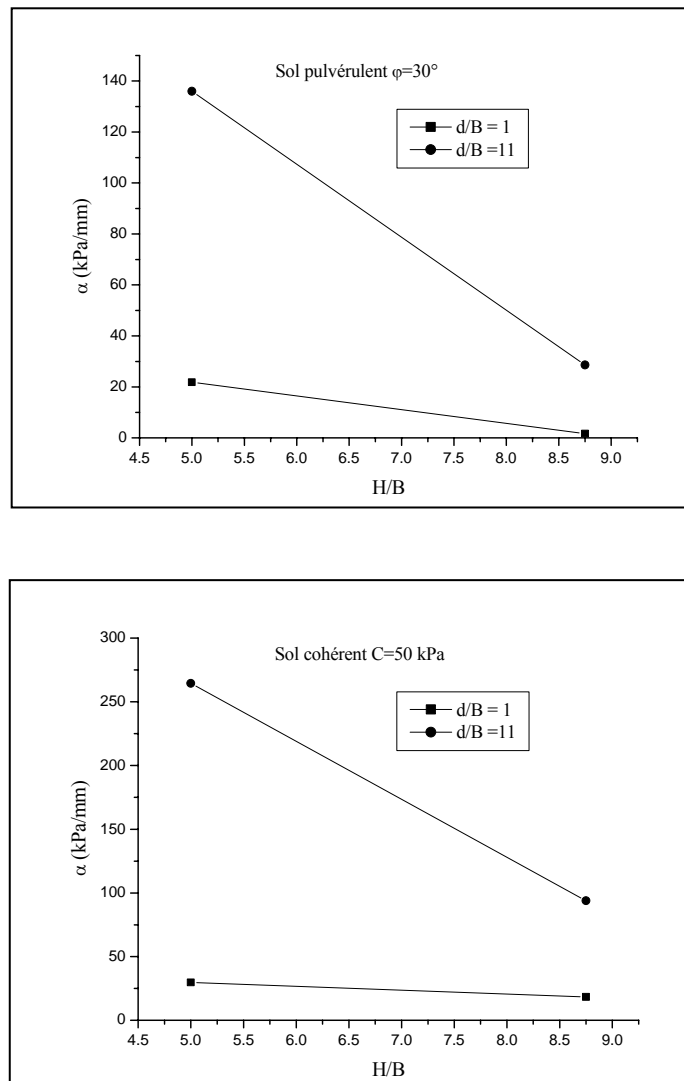 Sol pulvérulent φ=30°
d/B = 1
d/B =11
α (kPa/mm)
140
120
100
80
60
40
20
0
4.5 5.0 5.5 6.0 6.5 7.0 7.5 8.0 8.5 9.0
H/B
Sol cohérent C=50 kPa
d/B = 1
d/B =11
α (kPa/mm)
300
250
200
150
100
50
0
4.5 5.0 5.5 6.0 6.5 7.0 7.5 8.0 8.5 9.0
H/B